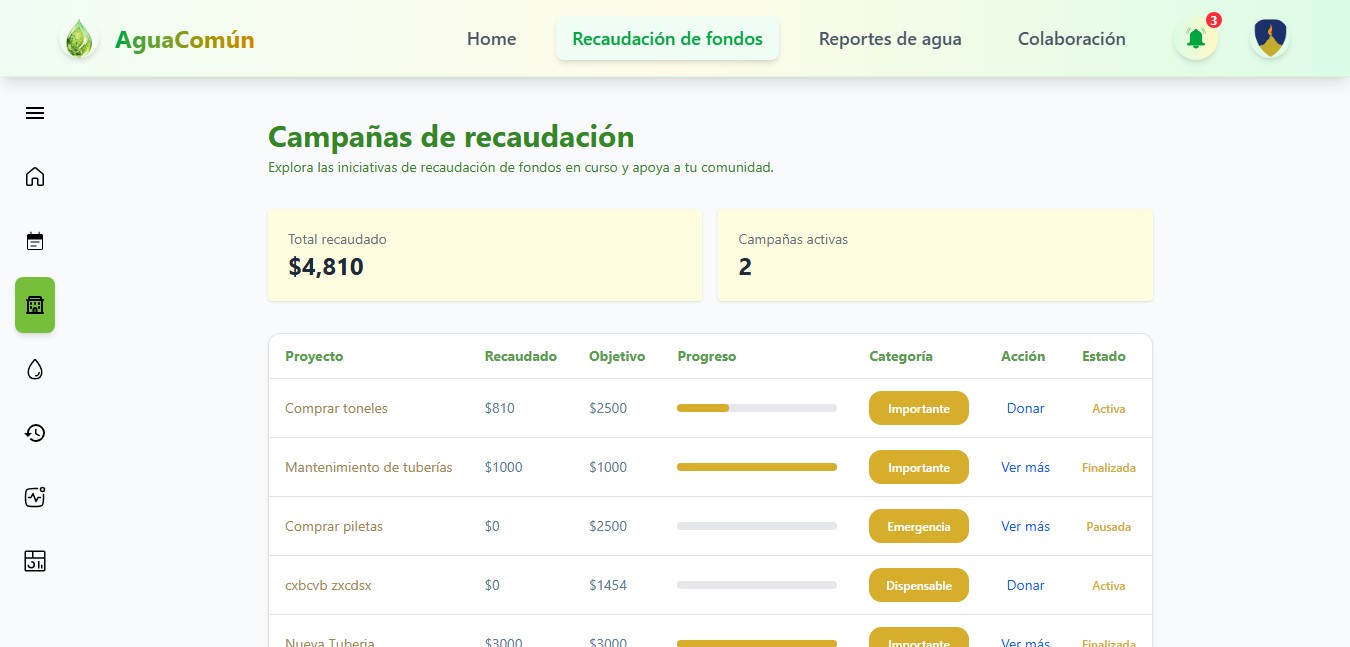 AguaComún
Home
Recaudación de fondos
Reportes de agua
Colaboración
3
Campañas de recaudación
Explora las iniciativas de recaudación de fondos en curso y apoya a tu comunidad.
Total recaudado
$4,810
Campañas activas
2
Proyecto Recaudado Objetivo Progreso Categoría Acción Estado
Comprar toneles $810 $2500 Importante Donar Activa
Mantenimiento de tuberías $1000 $1000 Importante Ver más Finalizada
Comprar piletas $0 $2500 Emergencia Ver más Pausada
cxbcvb zxcdsx $0 $1454 Dispensable Donar Activa
Nueva Tuberia $3000 $3000 Importante Ver más Finalizada